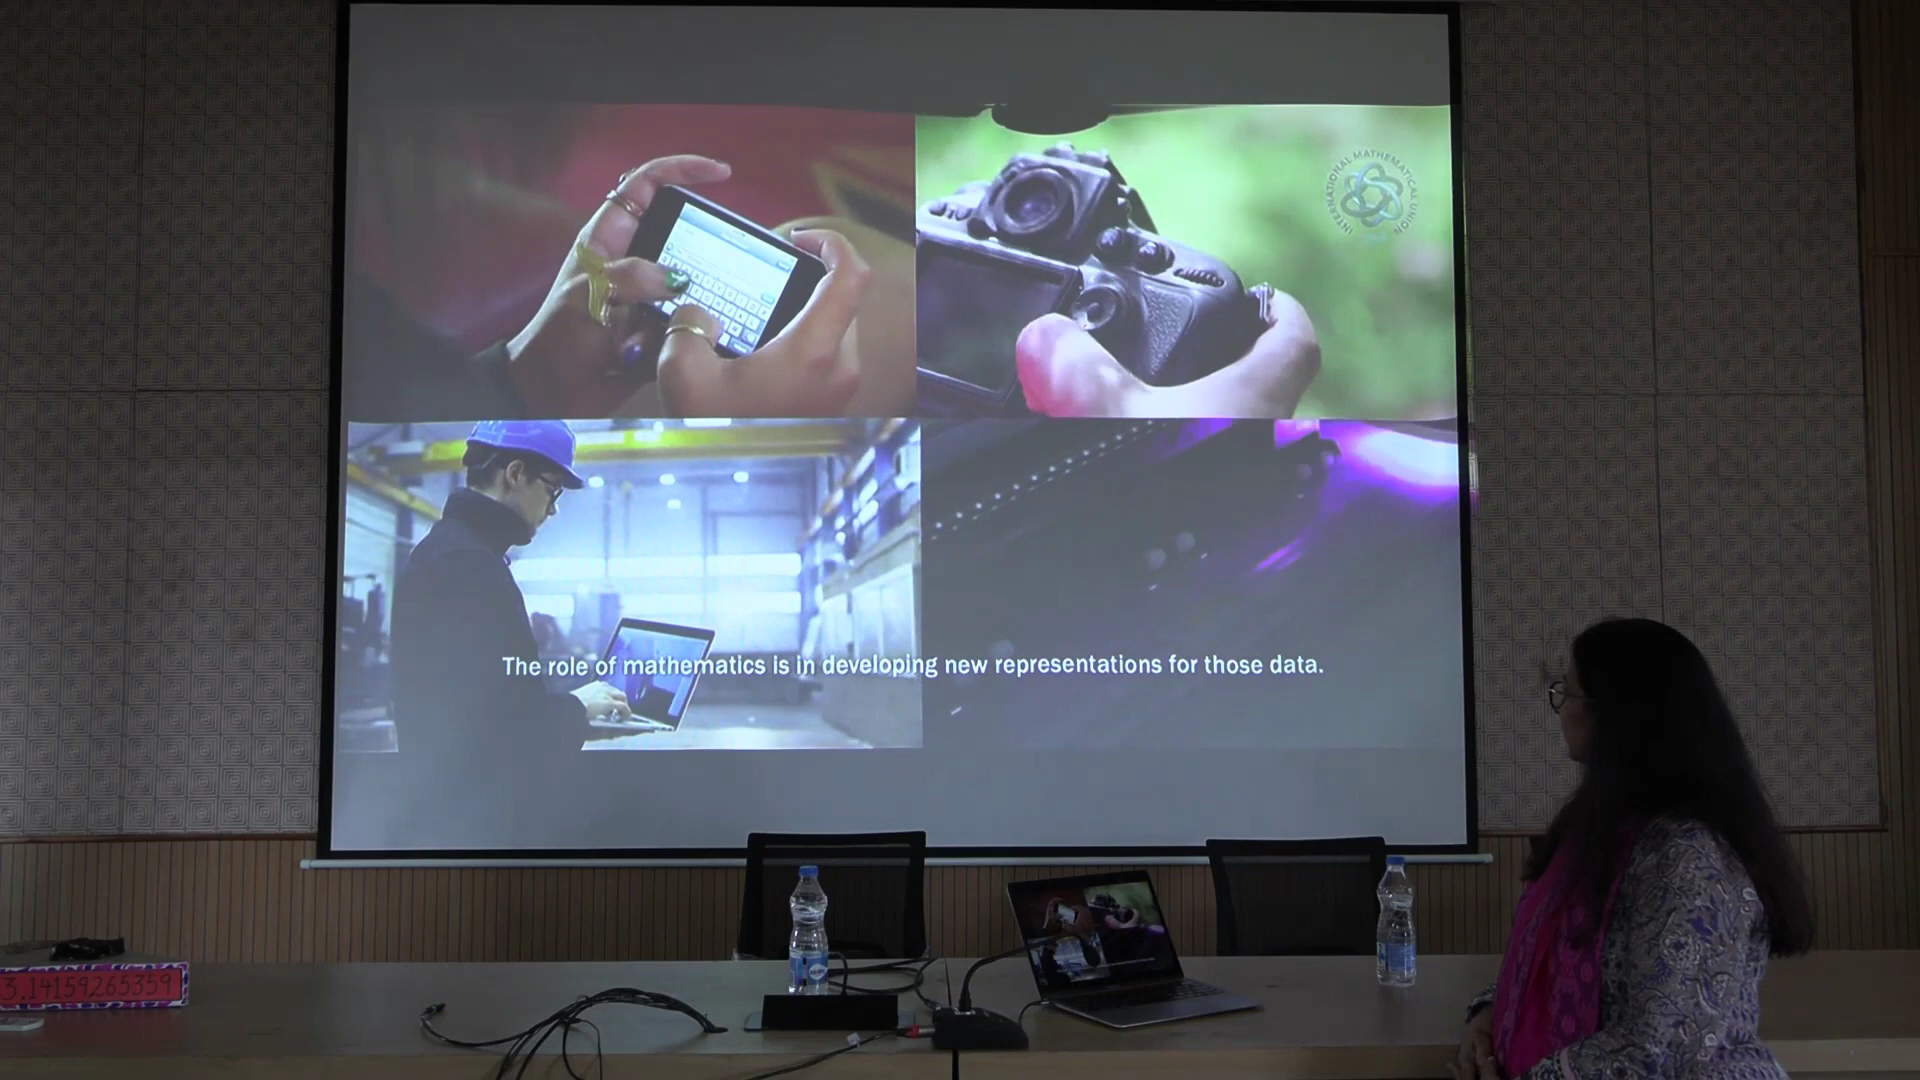 INTERNATIONAL MATHEMATICAL UNION
The role of mathematics is in developing new representations for those data.
3.14159265359